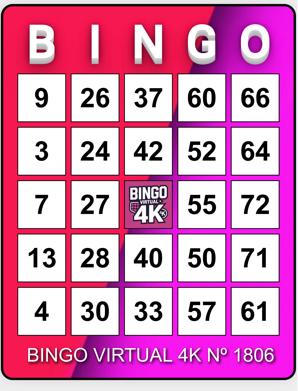 B I N G O
9 26 37 60 66
3 24 42 52 64
7 27 BINGO VIRTUAL 4K 55 72
13 28 40 50 71
4 30 33 57 61
BINGO VIRTUAL 4K Nº 1806